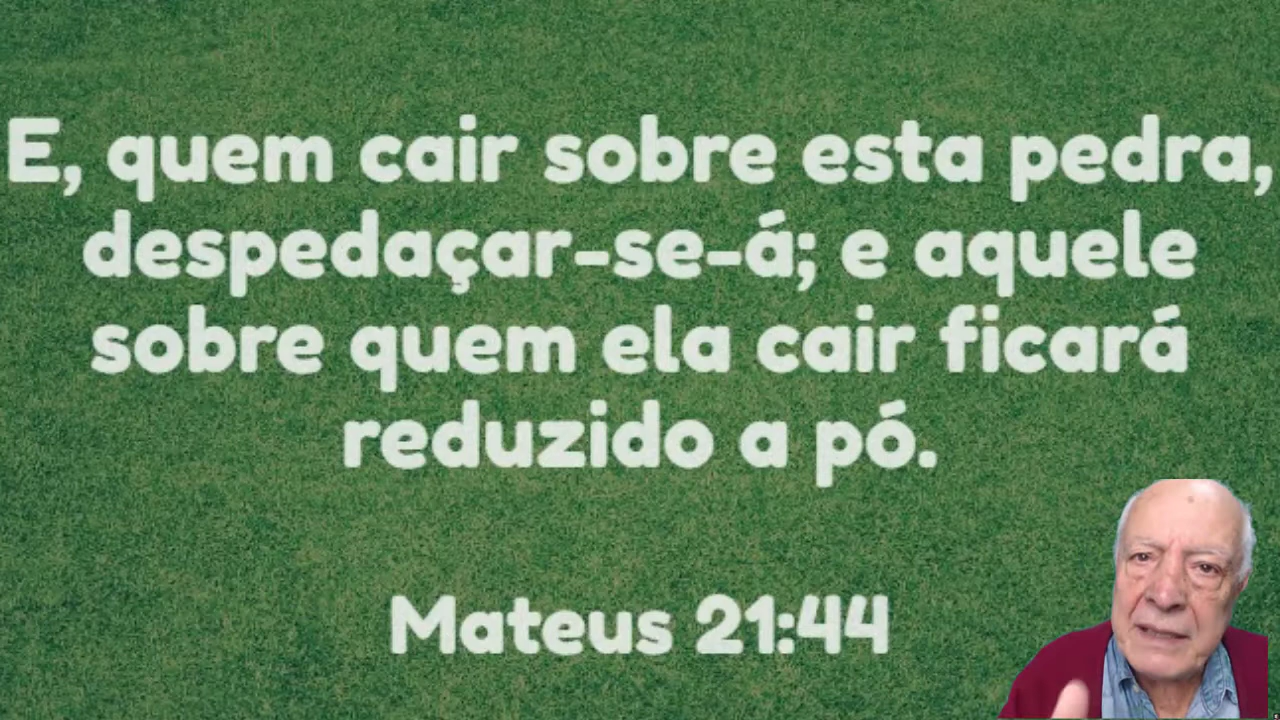 E, quem cair sobre esta pedra,
despedaçar-se-á; e aquele
sobre quem ela cair ficará
reduzido a pó.
Mateus 21:44